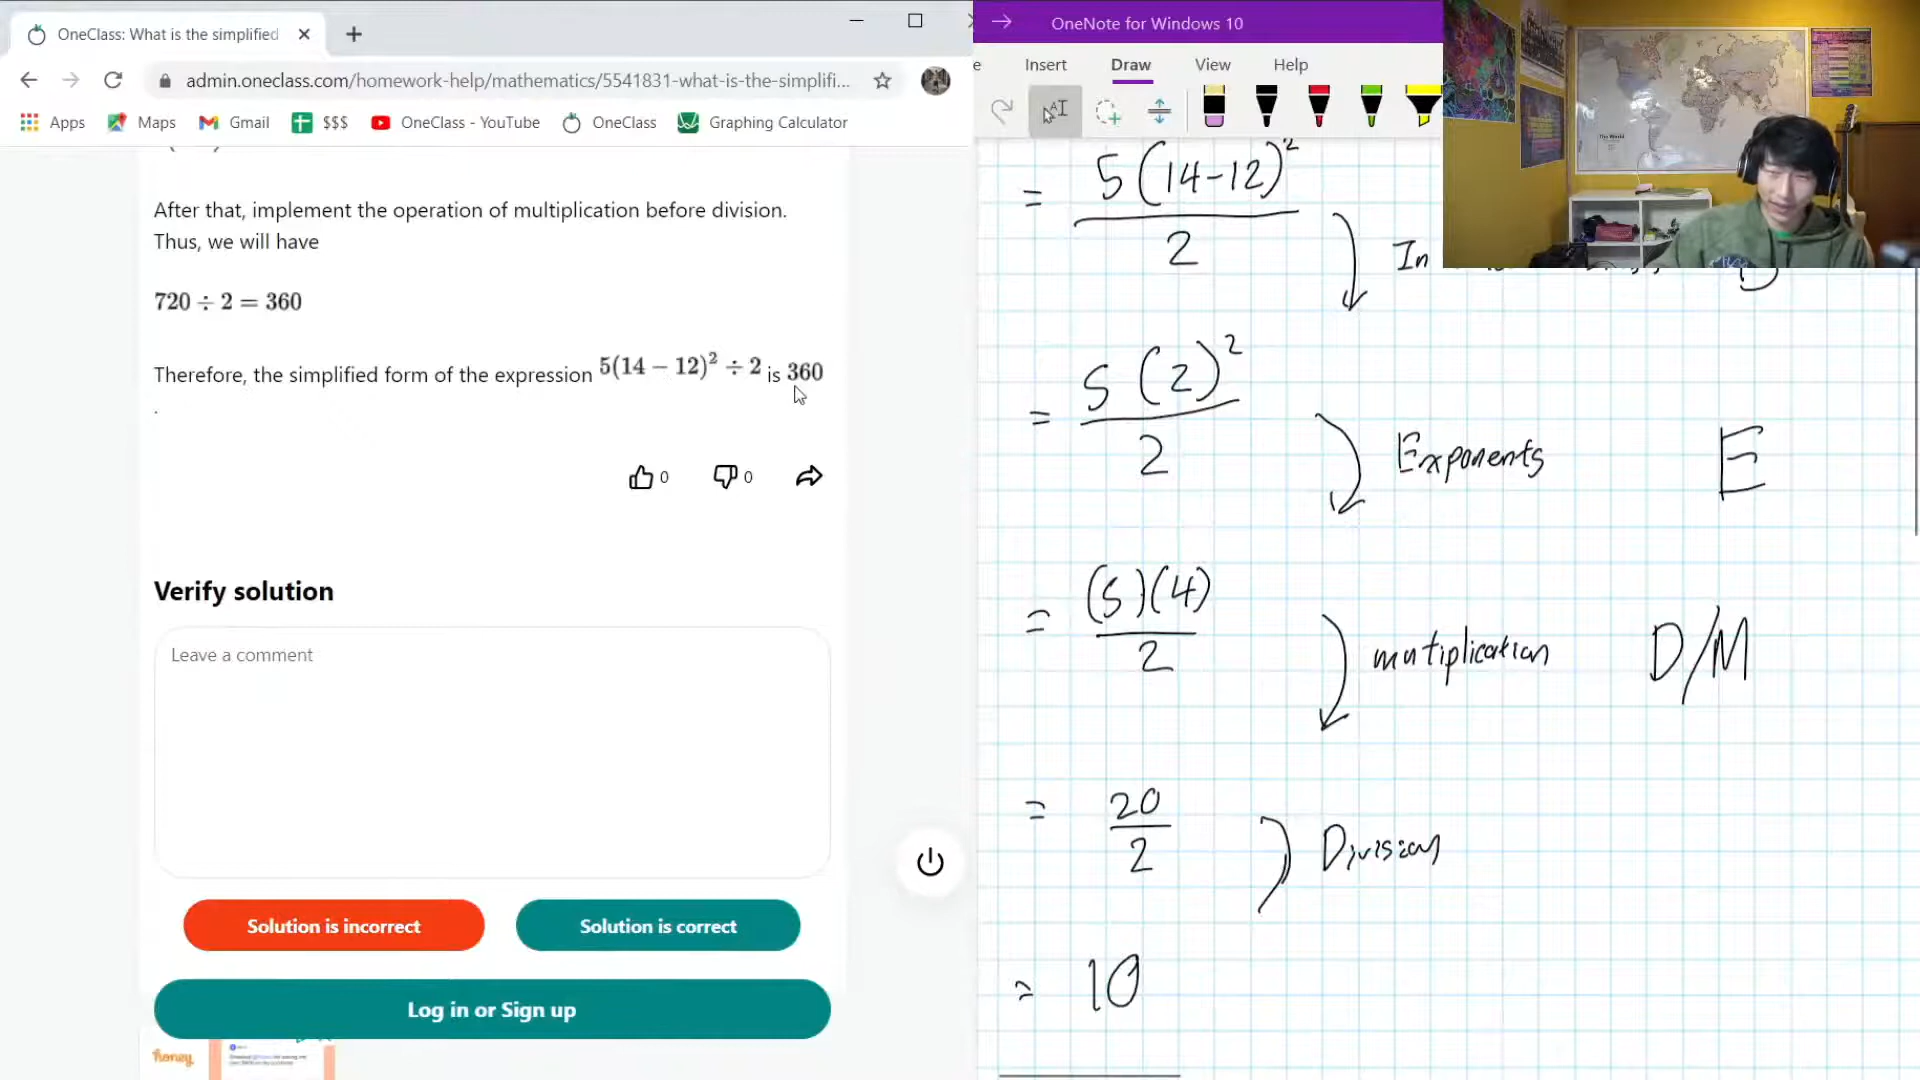 OneClass: What is the simplified
admin.oneclass.com/homework-help/mathematics/5541831-what-is-the-simplifi...
Apps Maps Gmail $$$ OneClass - YouTube OneClass Graphing Calculator
After that, implement the operation of multiplication before division.
Thus, we will have
720 ÷ 2 = 360
Therefore, the simplified form of the expression 5(14 − 12)² ÷ 2 is 360
.
0 0
Verify solution
Leave a comment
Solution is incorrect Solution is correct
Log in or Sign up
honey
OneNote for Windows 10
Insert Draw View Help
= 5(14-12)²
2
In
= 5(2)²
2
Exponents E
= (5)(4)
2
mutiplication D/M
= 20
2
Division
= 10